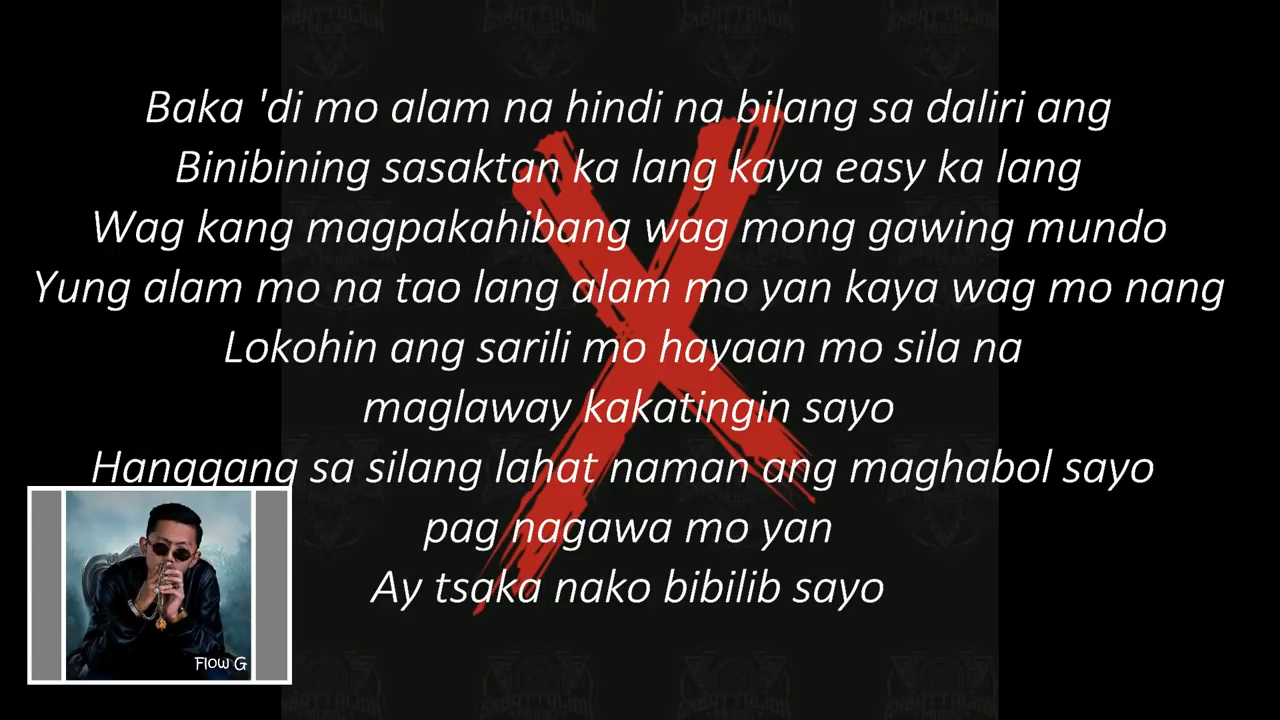 Baka 'di mo alam na hindi na bilang sa daliri ang
Binibining sasaktan ka lang kaya easy ka lang
Wag kang magpakahibang wag mong gawing mundo
Yung alam mo na tao lang alam mo yan kaya wag mo nang
Lokohin ang sarili mo hayaan mo sila na
maglaway kakatingin sayo
Hanggang sa silang lahat naman ang maghabol sayo
pag nagawa mo yan
Ay tsaka nako bibilib sayo
Flow G